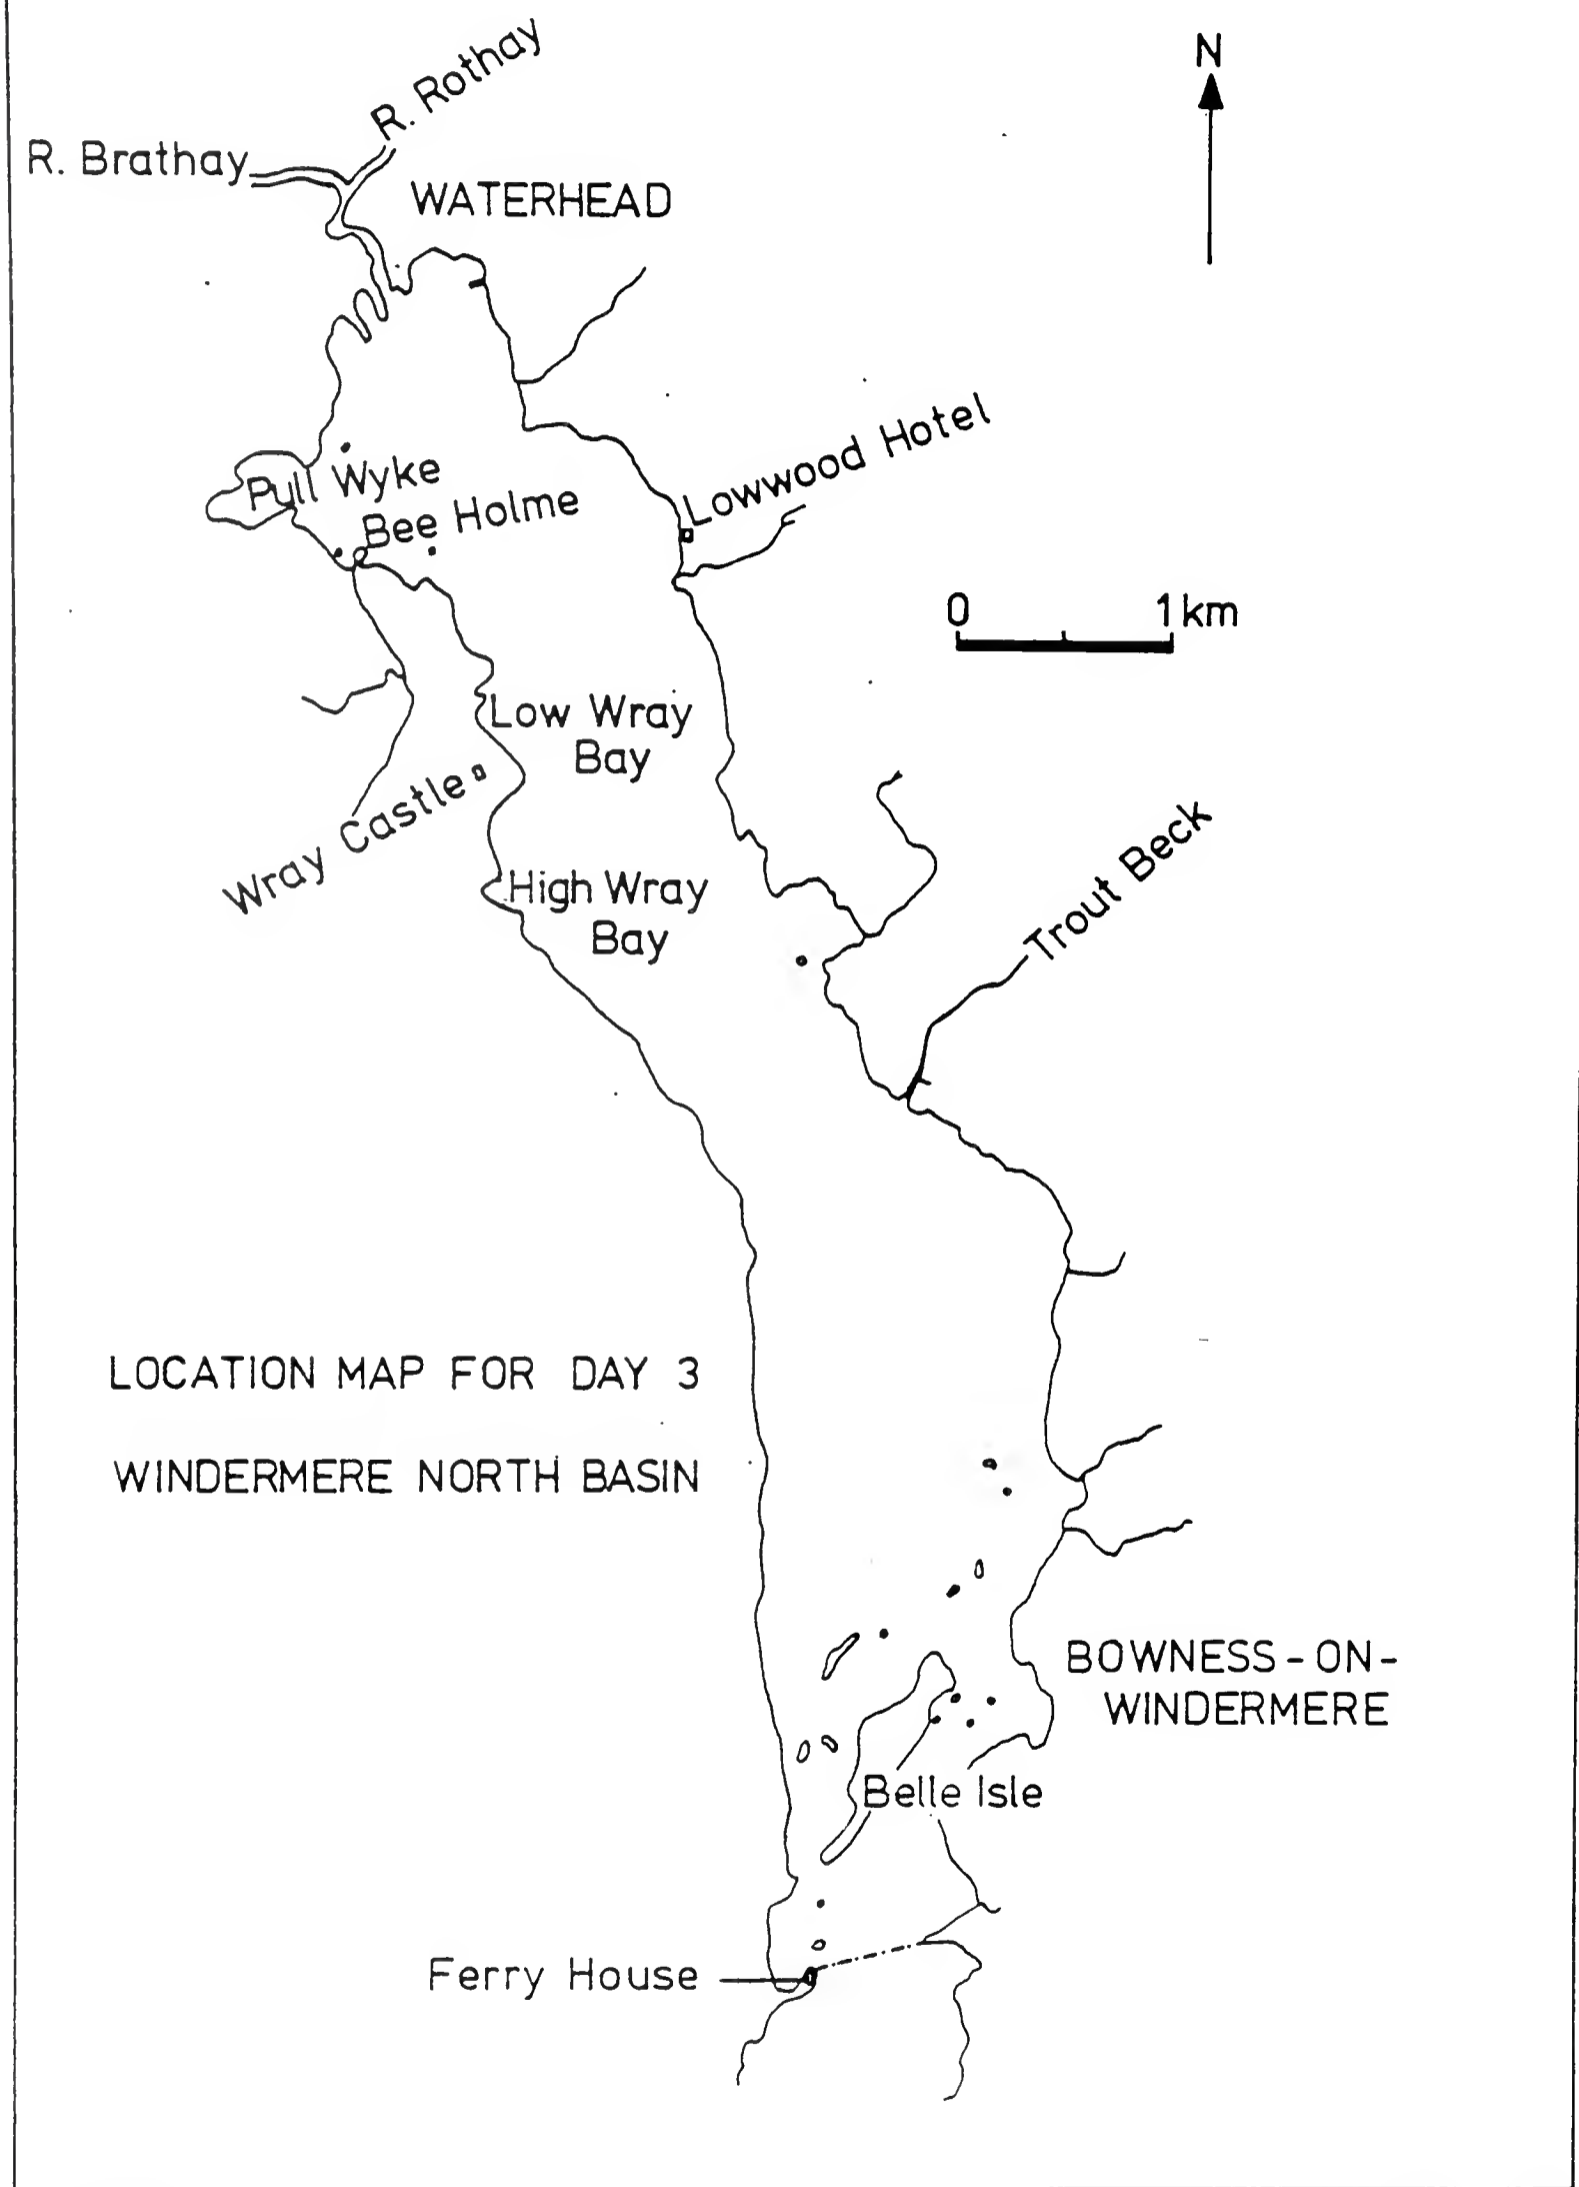 R. Rothay
N
R. Brathay
WATERHEAD
Lowwood Hotel
Pull Wyke
Bee Holme
0 1km
Low Wray
Bay
Wray Castle
Trout Beck
High Wray
Bay
LOCATION MAP FOR DAY 3
WINDERMERE NORTH BASIN
BOWNESS-ON-
WINDERMERE
Belle Isle
Ferry House